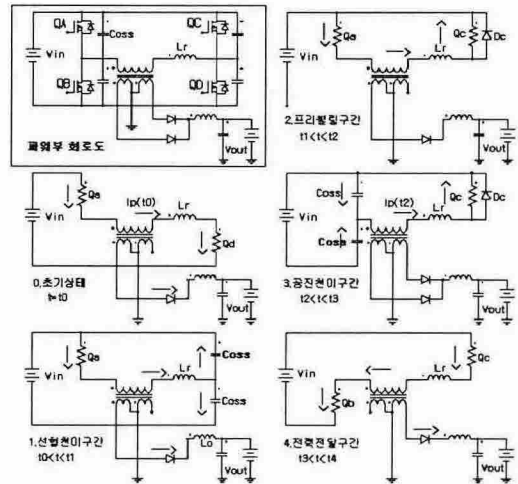 QA
Coss
QC
Lr
Vin
QB
QD
Vout
파워부 회로도
Vin
Qa
Lr
Qc
Dc
Vout
2.프리휠링구간
t1<t<t2
Vin
Qa
Ip(t0)
Lr
Qd
Vout
0.초기상태
t=t0
Vin
Coss
Coss
Ip(t2)
Lr
Qc
Dc
Vout
3.공진천이구간
t2<t<t3
Vin
Qa
Lr
Coss
Coss
Lo
Vout
1.선형천이구간
t0<t<t1
Vin
Qb
Lr
Qc
Vout
4.전력전달구간
t3<t<t4